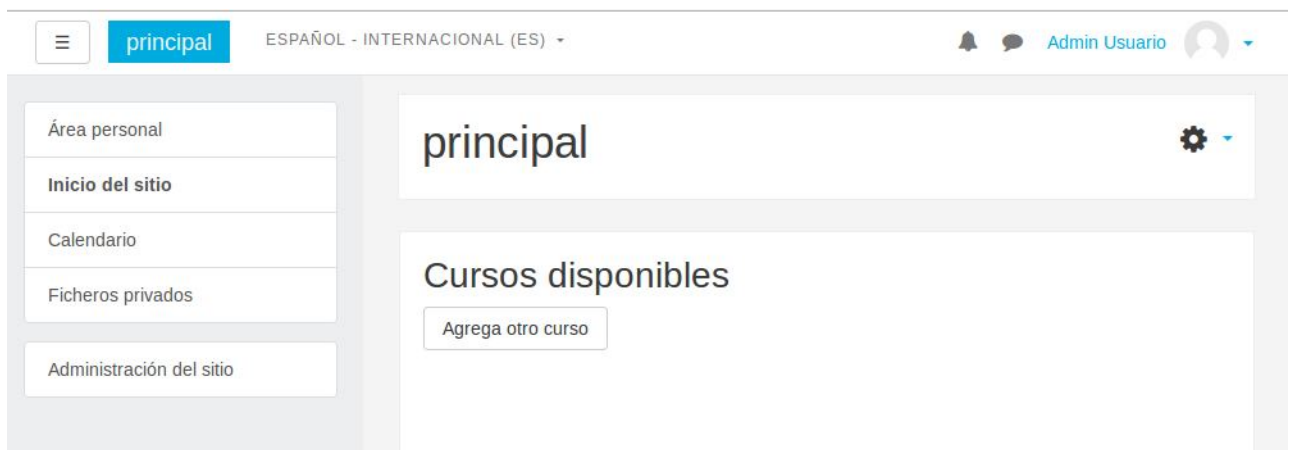 principal
ESPAÑOL - INTERNACIONAL (ES)
Admin Usuario
Área personal
Inicio del sitio
Calendario
Ficheros privados
Administración del sitio
principal
Cursos disponibles
Agrega otro curso